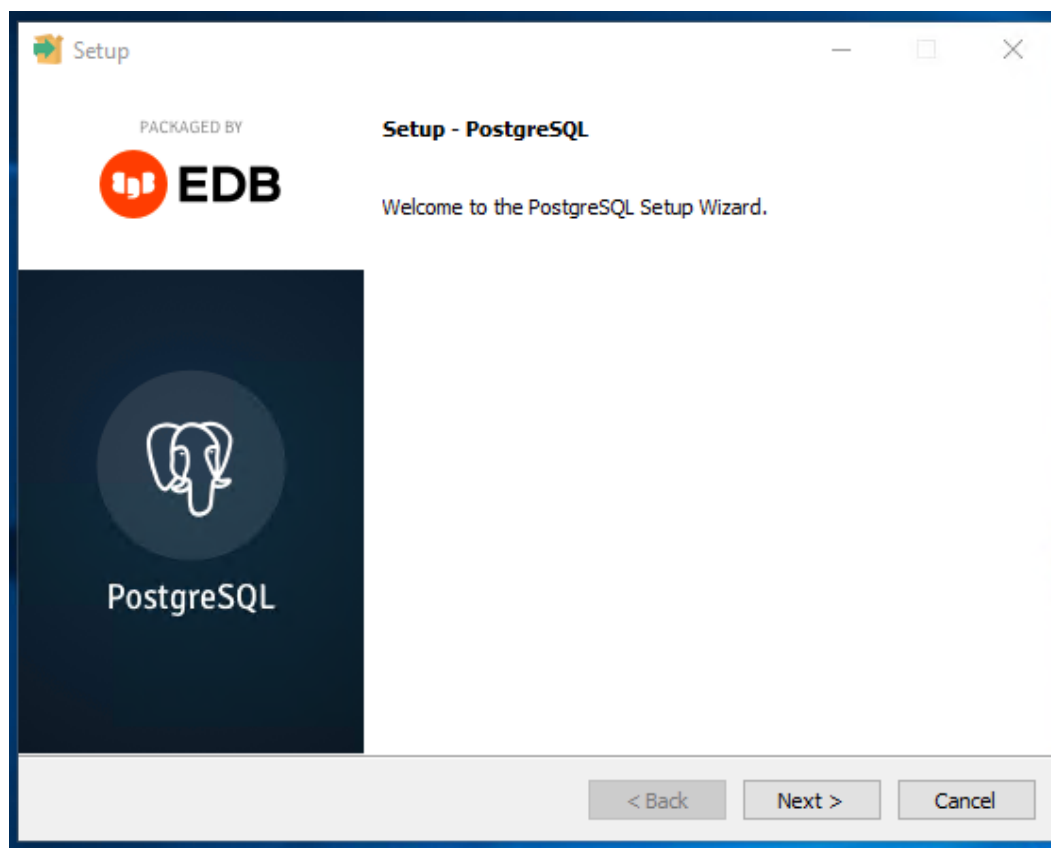 Setup
PACKAGED BY
EDB
Setup - PostgreSQL
Welcome to the PostgreSQL Setup Wizard.
PostgreSQL
< Back
Next >
Cancel